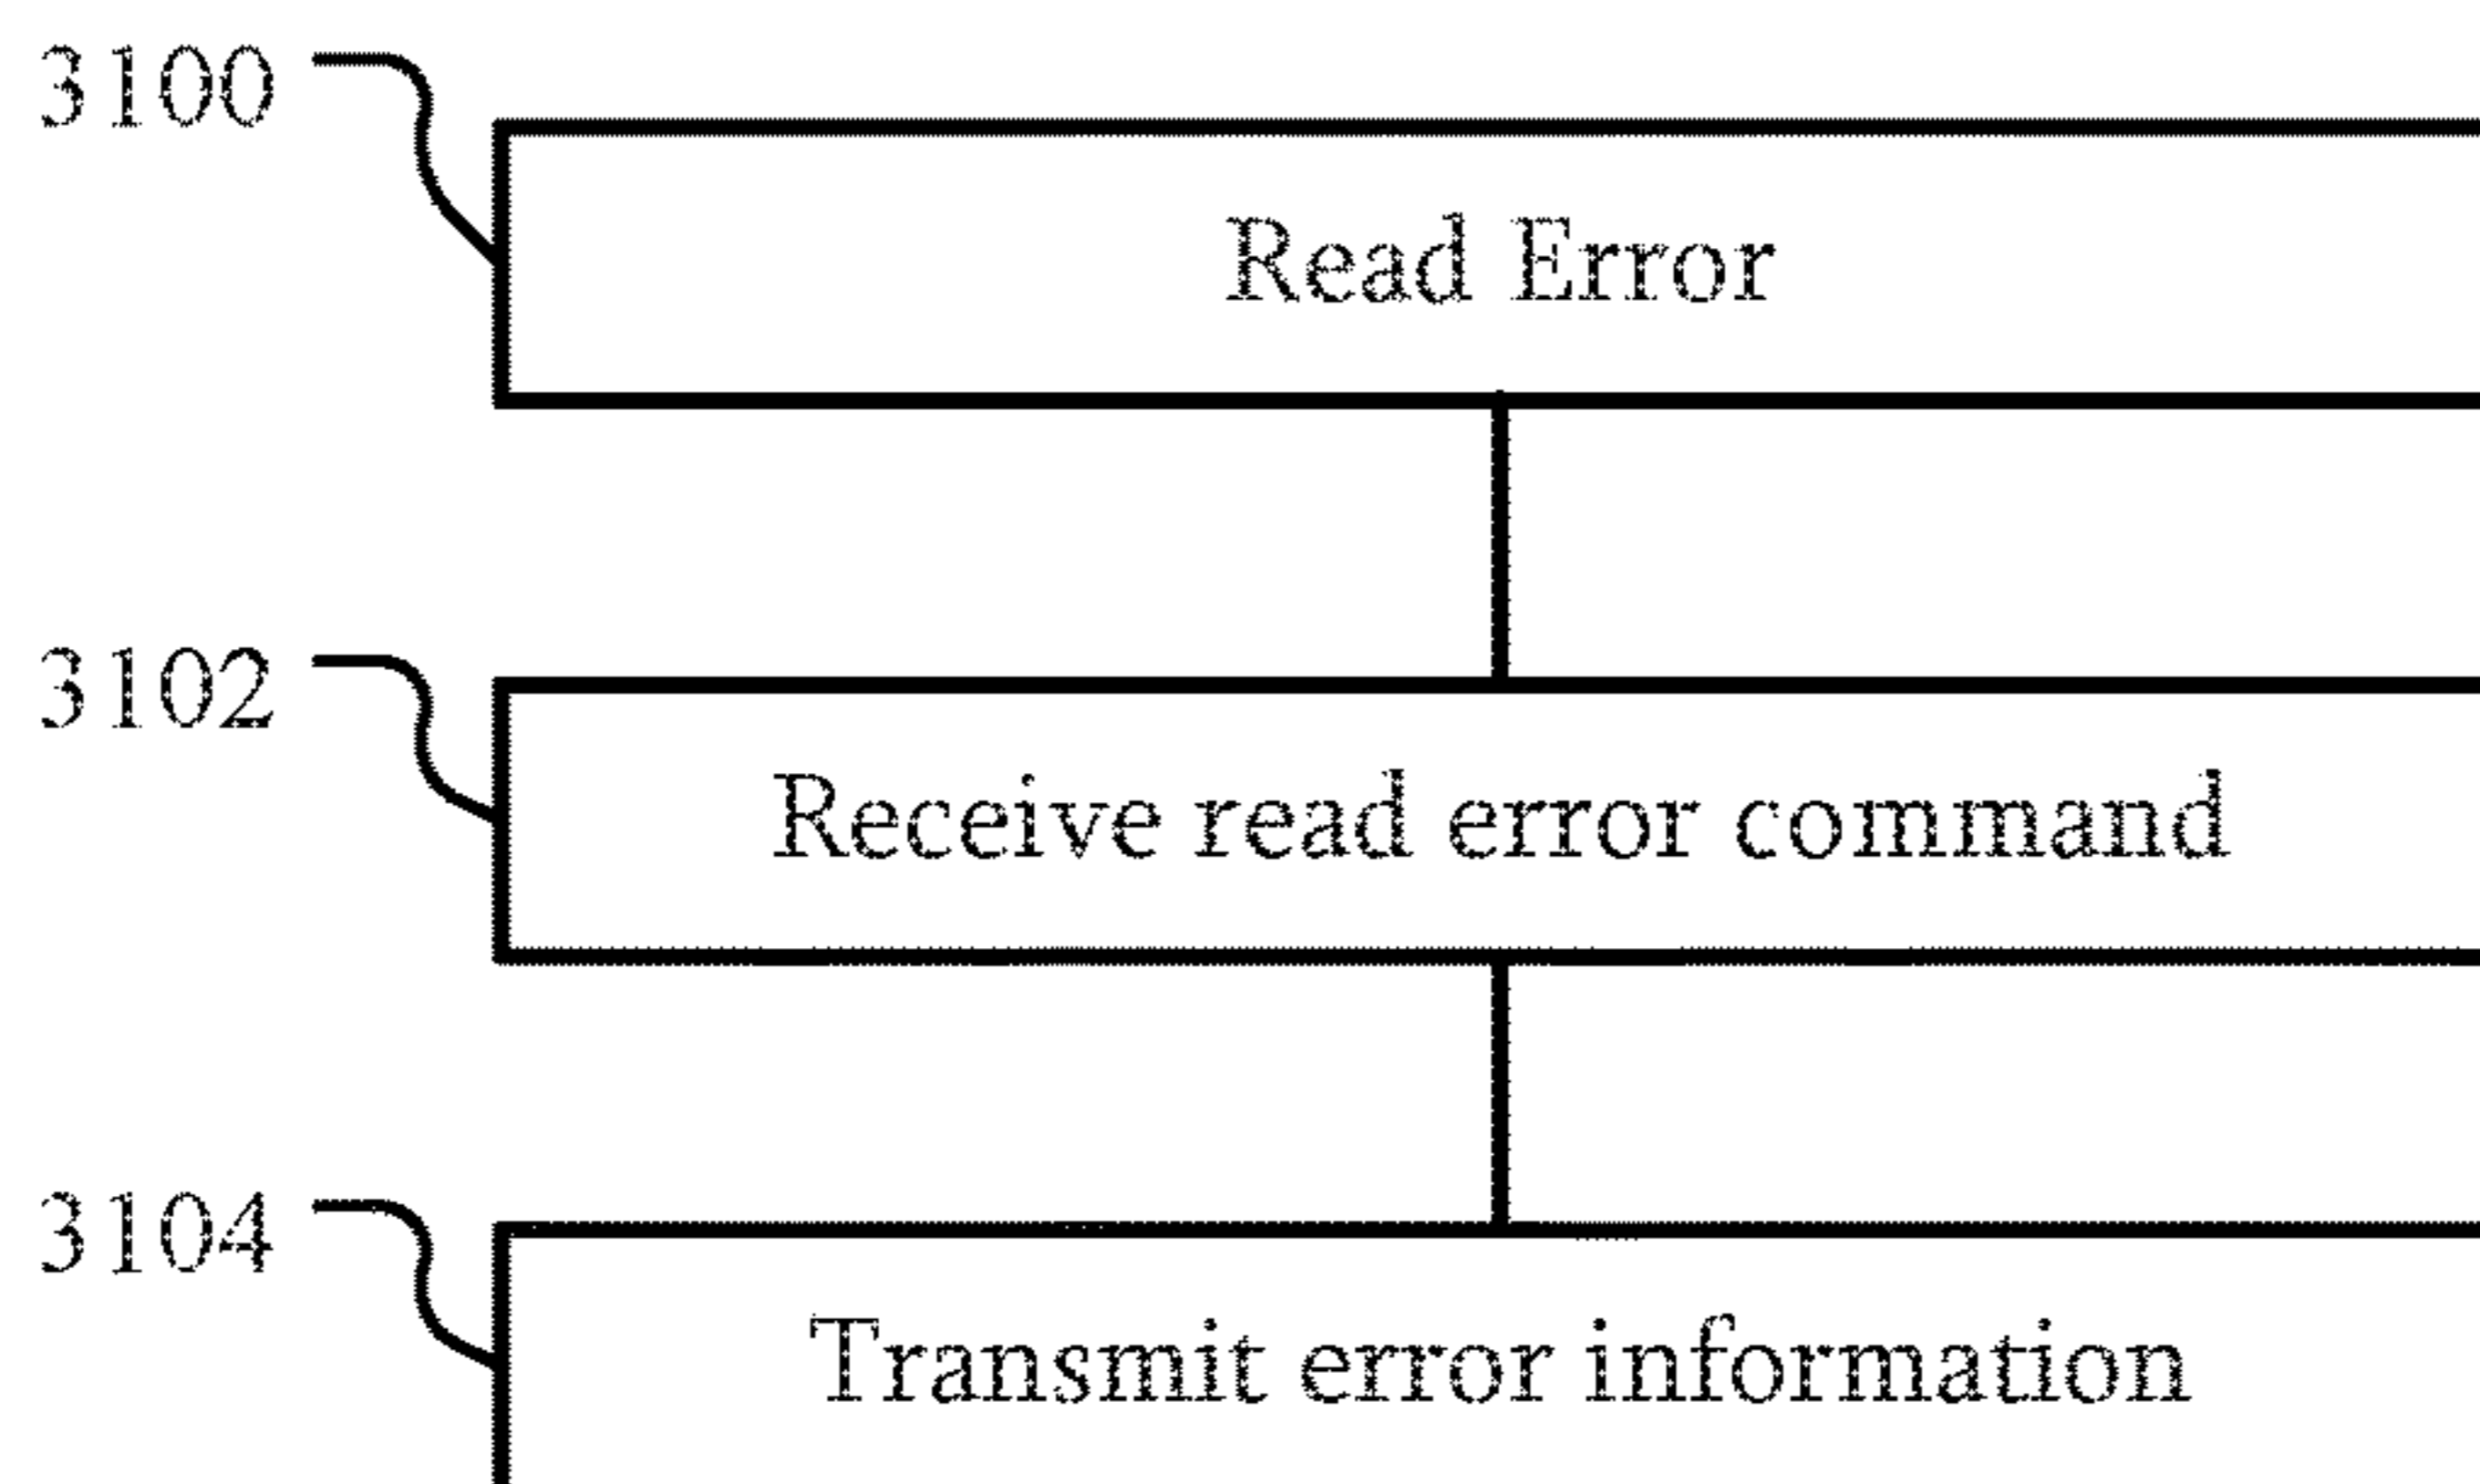 3100
Read Error
3102
Receive read error command
3104
Transmit error information